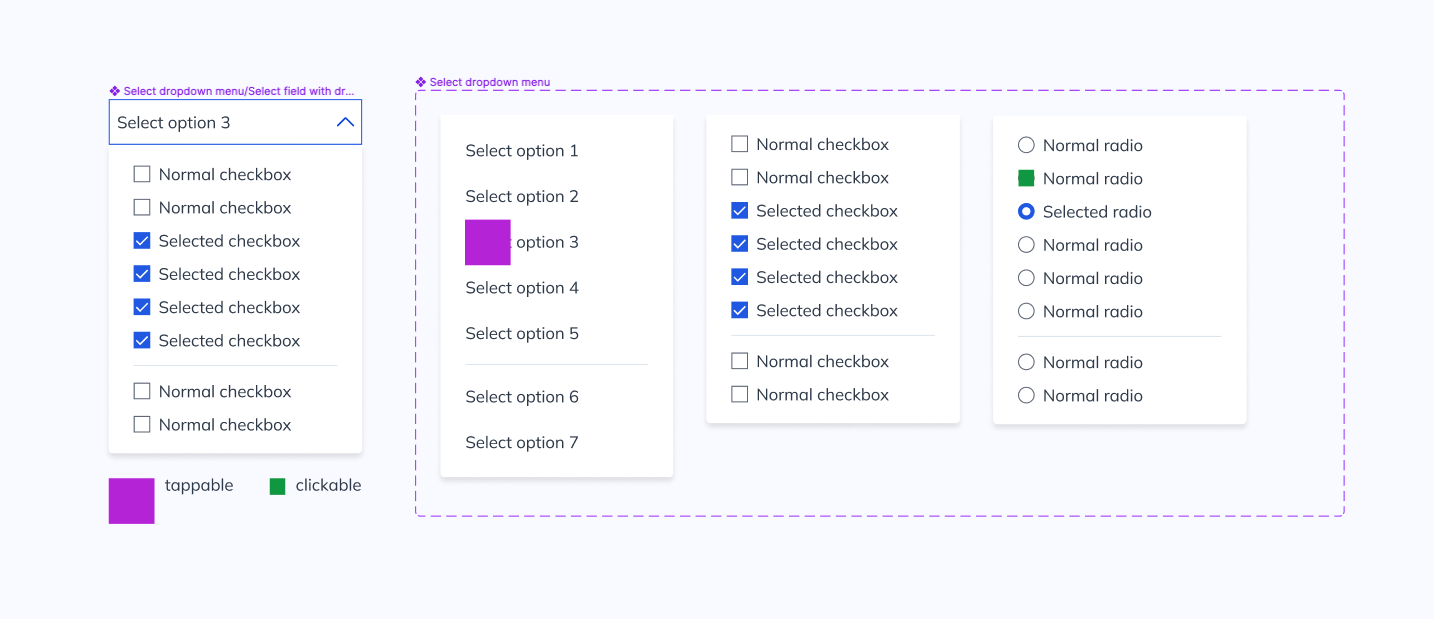 Select dropdown menu/Select field with dr...
Select option 3
Normal checkbox
Normal checkbox
Selected checkbox
Selected checkbox
Selected checkbox
Selected checkbox
Normal checkbox
Normal checkbox
tappable
clickable
Select dropdown menu
Select option 1
Select option 2
option 3
Select option 4
Select option 5
Select option 6
Select option 7
Normal checkbox
Normal checkbox
Selected checkbox
Selected checkbox
Selected checkbox
Selected checkbox
Normal checkbox
Normal checkbox
Normal radio
Normal radio
Selected radio
Normal radio
Normal radio
Normal radio
Normal radio
Normal radio